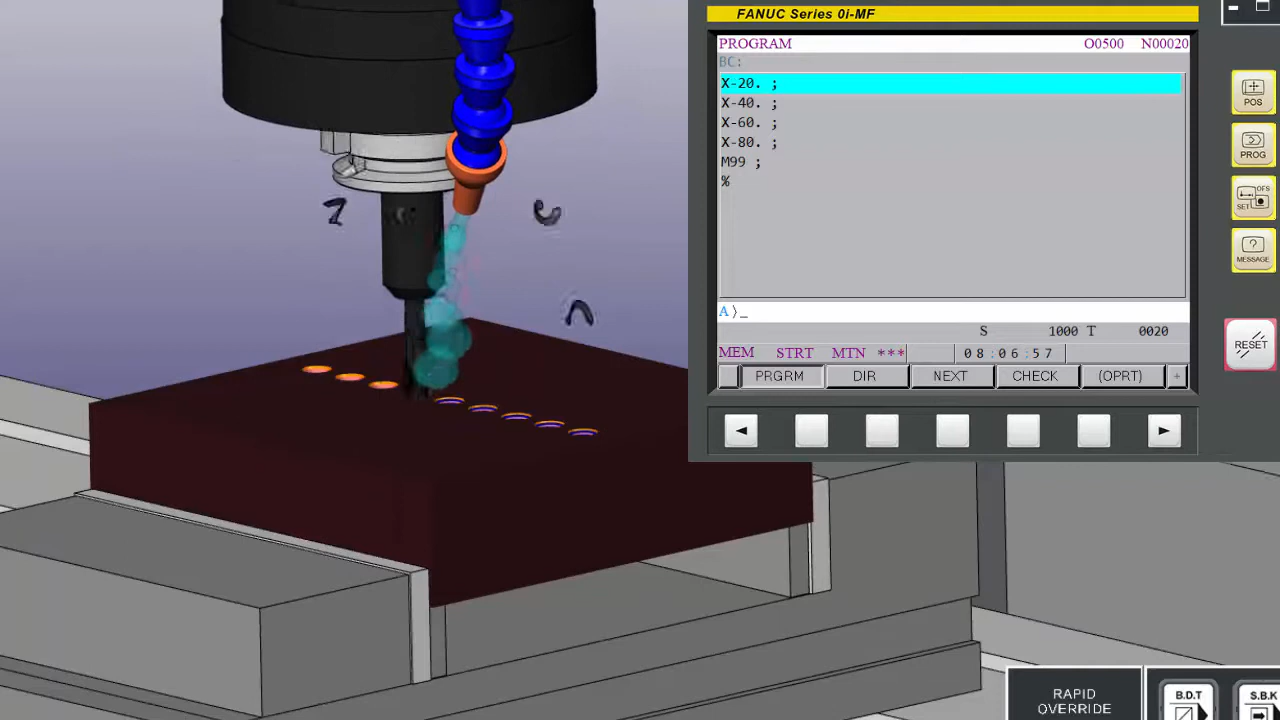 FANUC Series 0i-MF
PROGRAM O0500 N00020
BC:
X-20. ;
X-40. ;
X-60. ;
X-80. ;
M99 ;
%
A 〉_
S 1000 T 0020
MEM STRT MTN *** 08:06:57
PRGRM DIR NEXT CHECK (OPRT) +
POS
PROG
OFS
SET
?
MESSAGE
RESET
RAPID
OVERRIDE
B.D.T
S.B.K